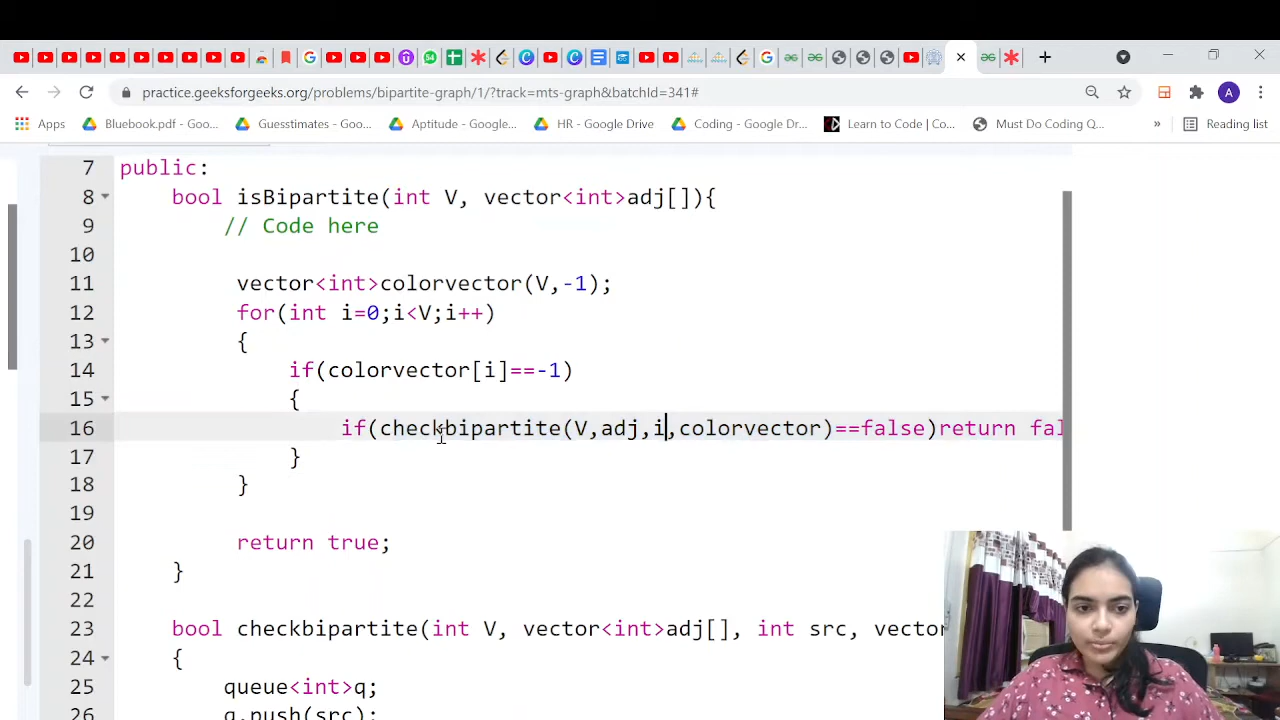 practice.geeksforgeeks.org/problems/bipartite-graph/1/?track=mts-graph&batchId=341#
A
Apps Bluebook.pdf - Goo... Guesstimates - Goo... Aptitude - Google... HR - Google Drive Coding - Google Dr... Learn to Code | Co... Must Do Coding Q... » Reading list
7 public:
8 bool isBipartite(int V, vector<int>adj[]){
9 // Code here
10
11 vector<int>colorvector(V,-1);
12 for(int i=0;i<V;i++)
13 {
14 if(colorvector[i]==-1)
15 {
16 if(checkbipartite(V,adj,i,colorvector)==false)return fal
17 }
18 }
19
20 return true;
21 }
22
23 bool checkbipartite(int V, vector<int>adj[], int src, vector
24 {
25 queue<int>q;
26 q.push(src);